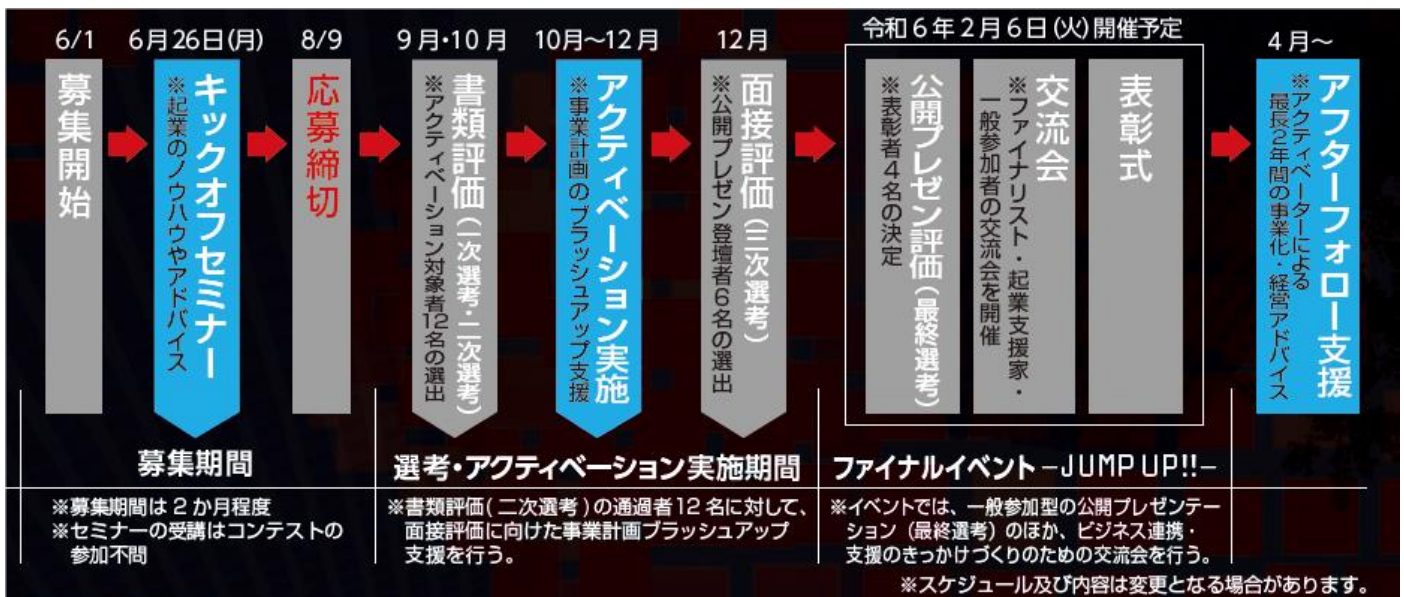 6/1
募集開始
6月26日(月)
キックオフセミナー
※起業のノウハウやアドバイス
8/9
応募締切
9月・10月
書類評価(一次選考・二次選考)
※アクティベーション対象者12名の選出
10月～12月
アクティベーション実施
※事業計画のブラッシュアップ支援
12月
面接評価(三次選考)
※公開プレゼン登壇者6名の選出
令和6年2月6日(火)開催予定
公開プレゼン評価(最終選考)
※表彰者4名の決定
交流会
※ファイナリスト・起業支援家・
一般参加者の交流会を開催
表彰式
4月～
アフターフォロー支援
※アクティベーターによる
最長2年間の事業化・経営アドバイス
募集期間
※募集期間は2か月程度
※セミナーの受講はコンテストの
参加不問
選考・アクティベーション実施期間
※書類評価(二次選考)の通過者12名に対して、
面接評価に向けた事業計画ブラッシュアップ
支援を行う。
ファイナルイベント-JUMP UP!!-
※イベントでは、一般参加型の公開プレゼンテー
ション(最終選考)のほか、ビジネス連携・
支援のきっかけづくりのための交流会を行う。
※スケジュール及び内容は変更となる場合があります。